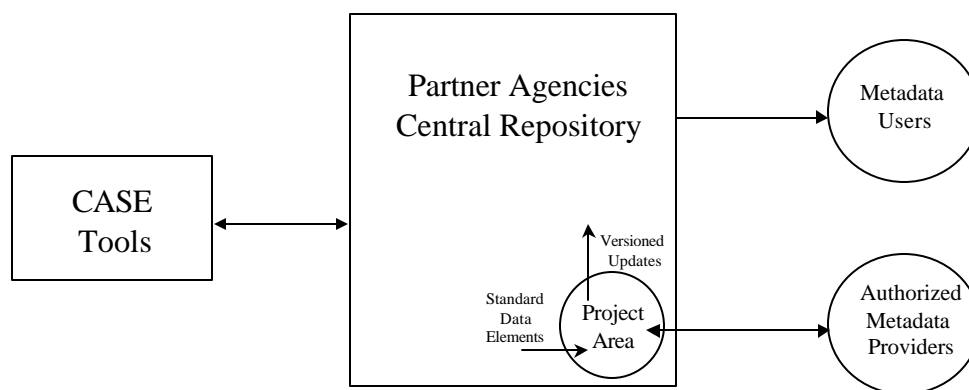 Partner Agencies
Central Repository
Metadata
Users
CASE
Tools
Versioned
Updates
Standard
Data
Elements
Project
Area
Authorized
Metadata
Providers